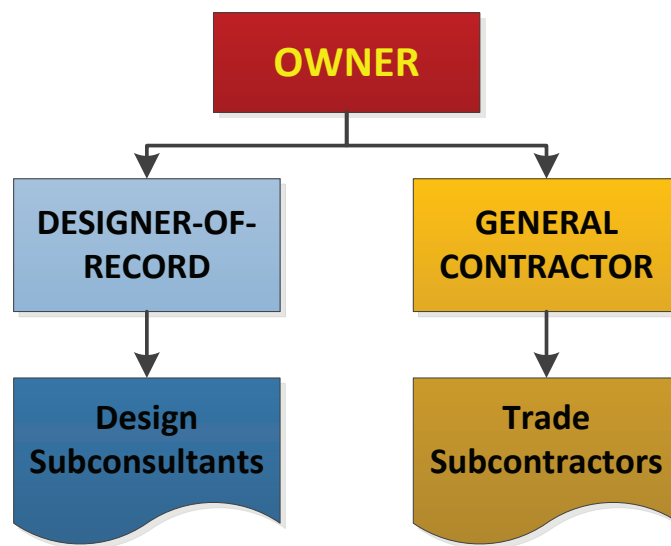 OWNER
DESIGNER-OF-
RECORD
GENERAL
CONTRACTOR
Design
Subconsultants
Trade
Subcontractors